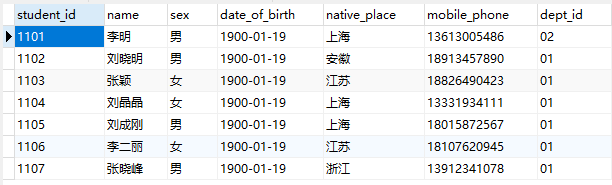 student_id name sex date_of_birth native_place mobile_phone dept_id
1101 李明 男 1900-01-19 上海 13613005486 02
1102 刘晓明 男 1900-01-19 安徽 18913457890 01
1103 张颖 女 1900-01-19 江苏 18826490423 01
1104 刘晶晶 女 1900-01-19 上海 13331934111 01
1105 刘成刚 男 1900-01-19 上海 18015872567 01
1106 李二丽 女 1900-01-19 江苏 18107620945 01
1107 张晓峰 男 1900-01-19 浙江 13912341078 01